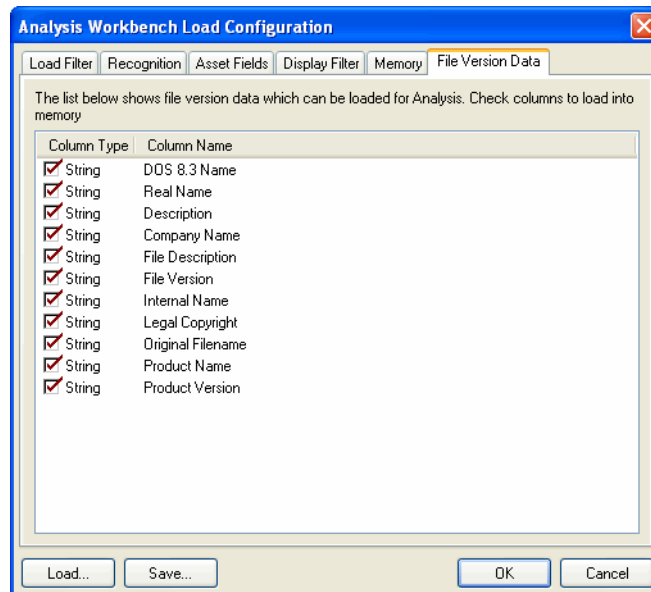 Analysis Workbench Load Configuration
Load Filter Recognition Asset Fields Display Filter Memory File Version Data
The list below shows file version data which can be loaded for Analysis. Check columns to load into
memory
Column Type Column Name
String DOS 8.3 Name
String Real Name
String Description
String Company Name
String File Description
String File Version
String Internal Name
String Legal Copyright
String Original Filename
String Product Name
String Product Version
Load... Save... OK Cancel